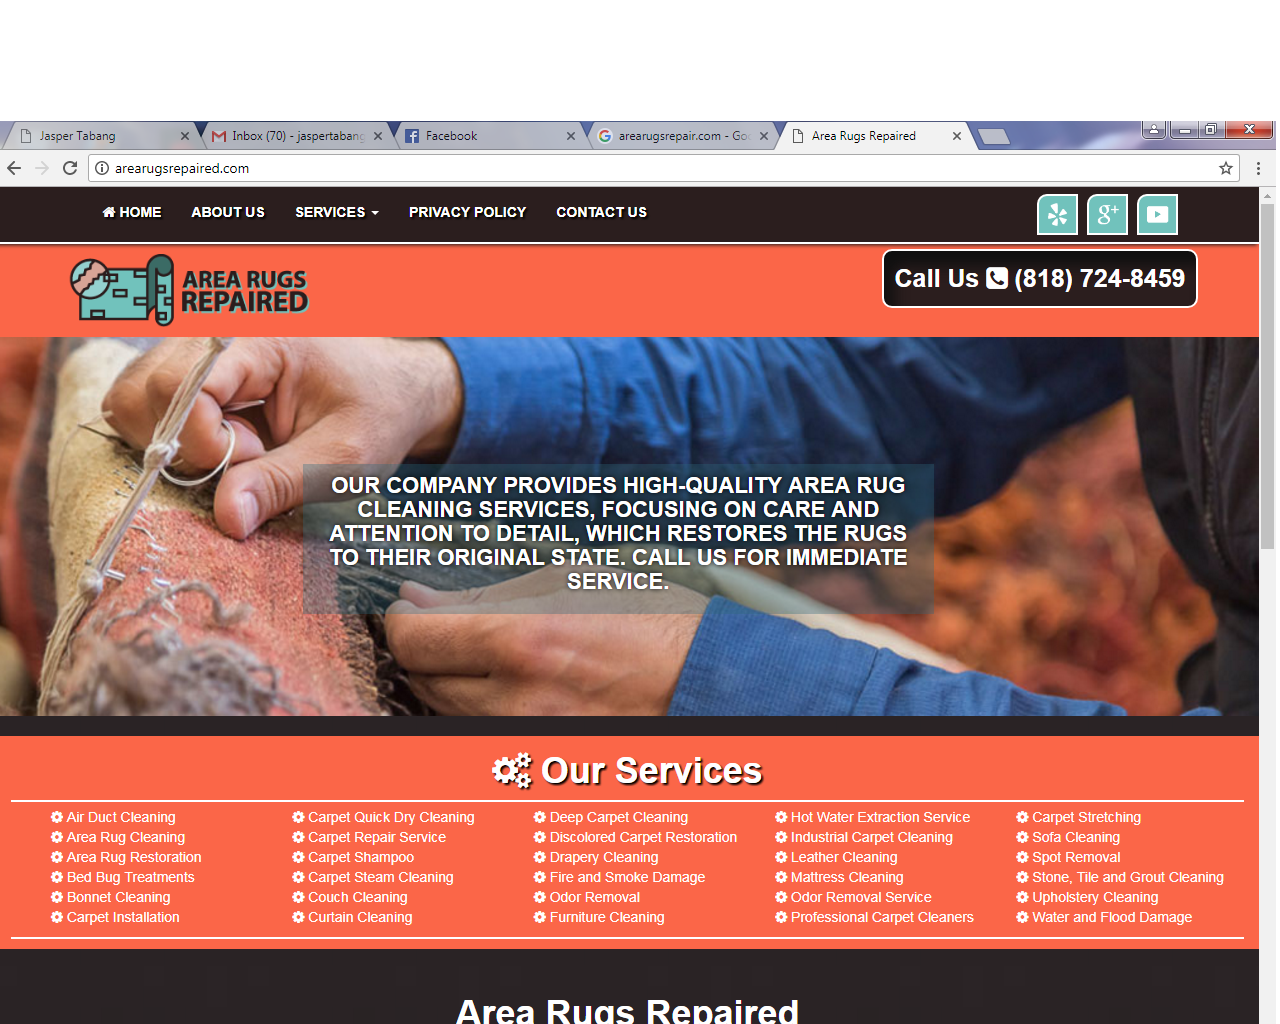 Jasper Tabang
Inbox (70) - jaspertabang
Facebook
arearugsrepair.com - Goo
Area Rugs Repaired
arearugsrepaired.com
HOME ABOUT US SERVICES PRIVACY POLICY CONTACT US
g+
AREA RUGS
REPAIRED
Call Us (818) 724-8459
OUR COMPANY PROVIDES HIGH-QUALITY AREA RUG
CLEANING SERVICES, FOCUSING ON CARE AND
ATTENTION TO DETAIL, WHICH RESTORES THE RUGS
TO THEIR ORIGINAL STATE. CALL US FOR IMMEDIATE
SERVICE.
Our Services
Air Duct Cleaning
Area Rug Cleaning
Area Rug Restoration
Bed Bug Treatments
Bonnet Cleaning
Carpet Installation
Carpet Quick Dry Cleaning
Carpet Repair Service
Carpet Shampoo
Carpet Steam Cleaning
Couch Cleaning
Curtain Cleaning
Deep Carpet Cleaning
Discolored Carpet Restoration
Drapery Cleaning
Fire and Smoke Damage
Odor Removal
Furniture Cleaning
Hot Water Extraction Service
Industrial Carpet Cleaning
Leather Cleaning
Mattress Cleaning
Odor Removal Service
Professional Carpet Cleaners
Carpet Stretching
Sofa Cleaning
Spot Removal
Stone, Tile and Grout Cleaning
Upholstery Cleaning
Water and Flood Damage
Area Rugs Repaired